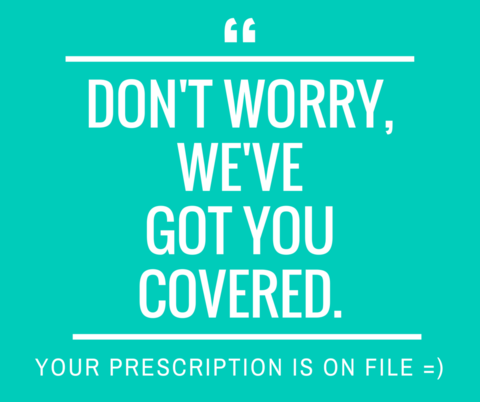 “
DON'T WORRY,
WE'VE
GOT YOU
COVERED.
YOUR PRESCRIPTION IS ON FILE =)